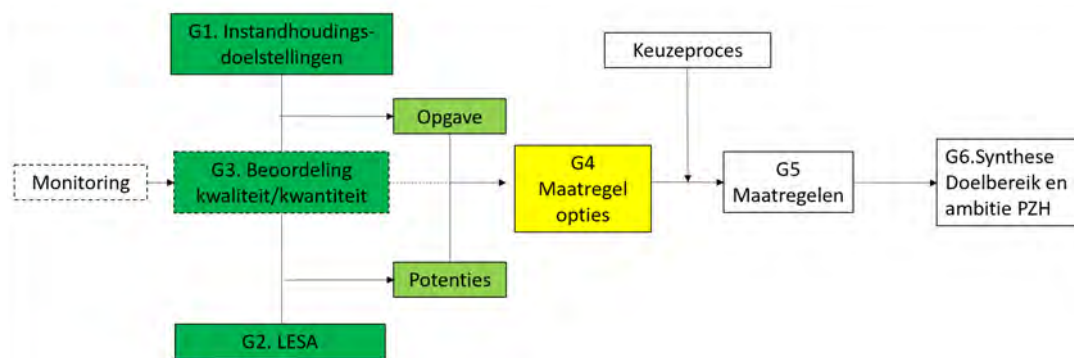 G1. Instandhoudings-
doelstellingen
Keuzeproces
Opgave
Monitoring
G3. Beoordeling
kwaliteit/kwantiteit
G4
Maatregel
opties
G5
Maatregelen
G6.Synthese
Doelbereik en
ambitie PZH
Potenties
G2. LESA